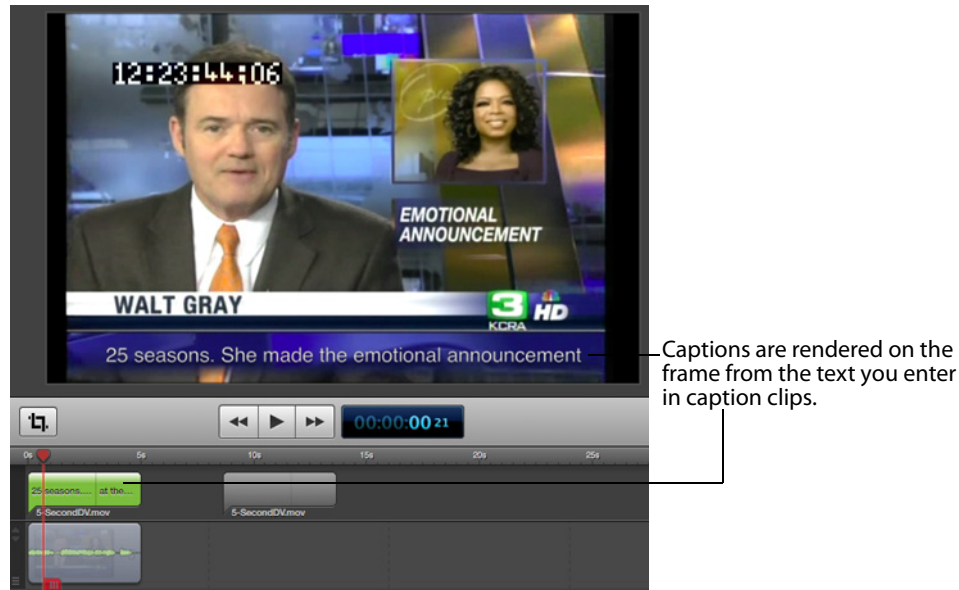 12:23:44;06
EMOTIONAL
ANNOUNCEMENT
WALT GRAY
3
HD
KCRA
25 seasons. She made the emotional announcement
Captions are rendered on the
frame from the text you enter
in caption clips.
00:00:00 21
0s 5s 10s 15s 20s 25s
25 seasons.... at the...
5-SecondDV.mov 5-SecondDV.mov